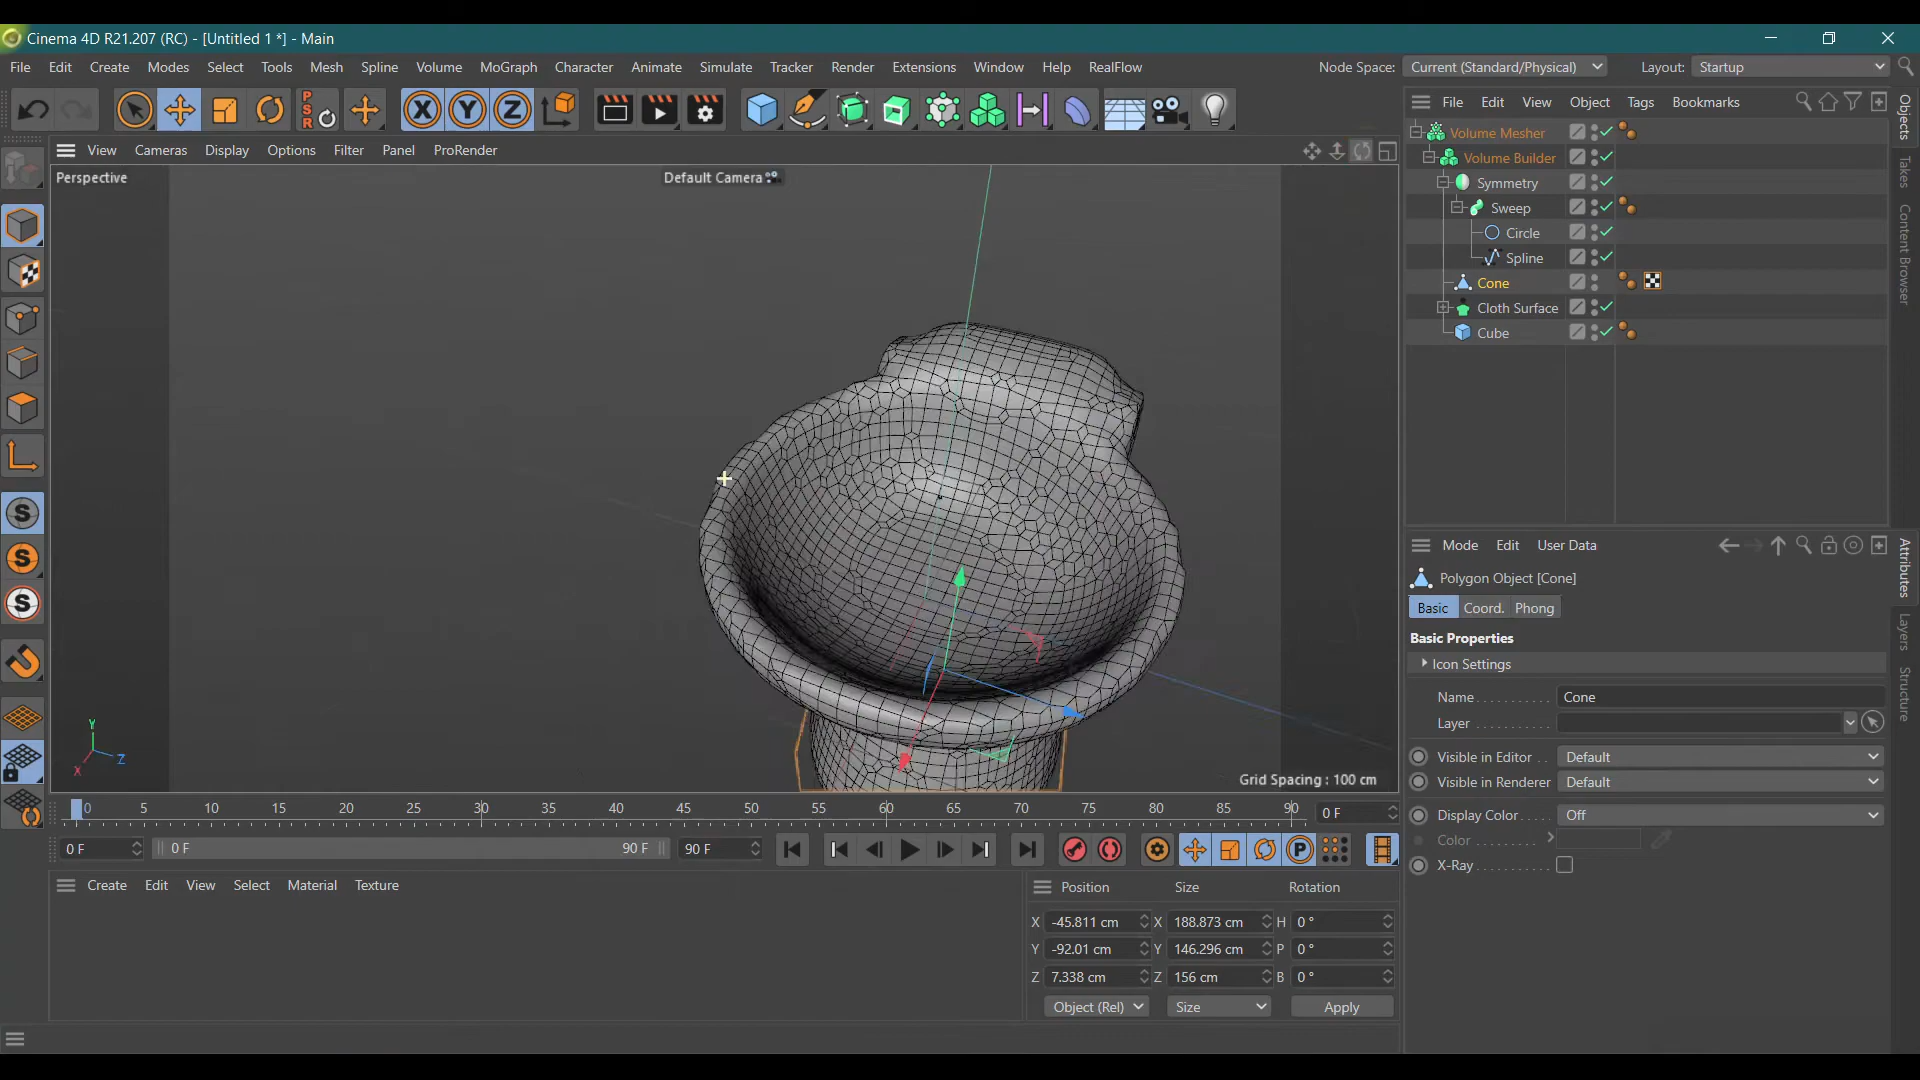 Cinema 4D R21.207 (RC) - [Untitled 1 *] - Main
File Edit Create Modes Select Tools Mesh Spline Volume MoGraph Character Animate Simulate Tracker Render Extensions Window Help RealFlow Node Space: Current (Standard/Physical) Layout: Startup
PSR X Y Z
File Edit View Object Tags Bookmarks
Objects
Takes
Content Browser
View Cameras Display Options Filter Panel ProRender
Perspective
Default Camera
Volume Mesher
Volume Builder
Symmetry
Sweep
Circle
Spline
Cone
Cloth Surface
Cube
S
S
S
Y
Z
X
Grid Spacing : 100 cm
Mode Edit User Data
Attributes
Layers
Structure
Polygon Object [Cone]
Basic Coord. Phong
Basic Properties
Icon Settings
Name Cone
Layer
Visible in Editor Default
Visible in Renderer Default
Display Color Off
Color
X-Ray
0 5 10 15 20 25 30 35 40 45 50 55 60 65 70 75 80 85 90 0 F
0 F 0 F 90 F 90 F P
Create Edit View Select Material Texture
Position Size Rotation
X -45.811 cm X 188.873 cm H 0 °
Y -92.01 cm Y 146.296 cm P 0 °
Z 7.338 cm Z 156 cm B 0 °
Object (Rel) Size Apply